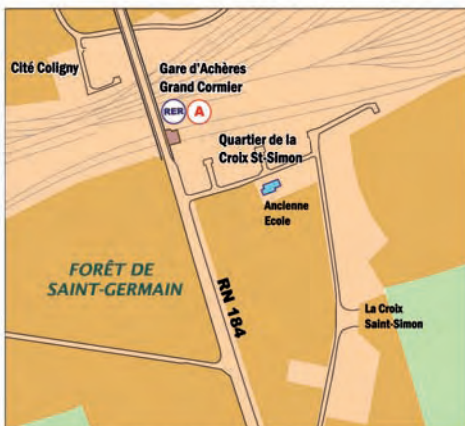 Cité Coligny
Gare d'Achères
Grand Cormier
RER A
Quartier de la
Croix St-Simon
Ancienne
Ecole
FORÊT DE
SAINT-GERMAIN
RN 184
La Croix
Saint-Simon